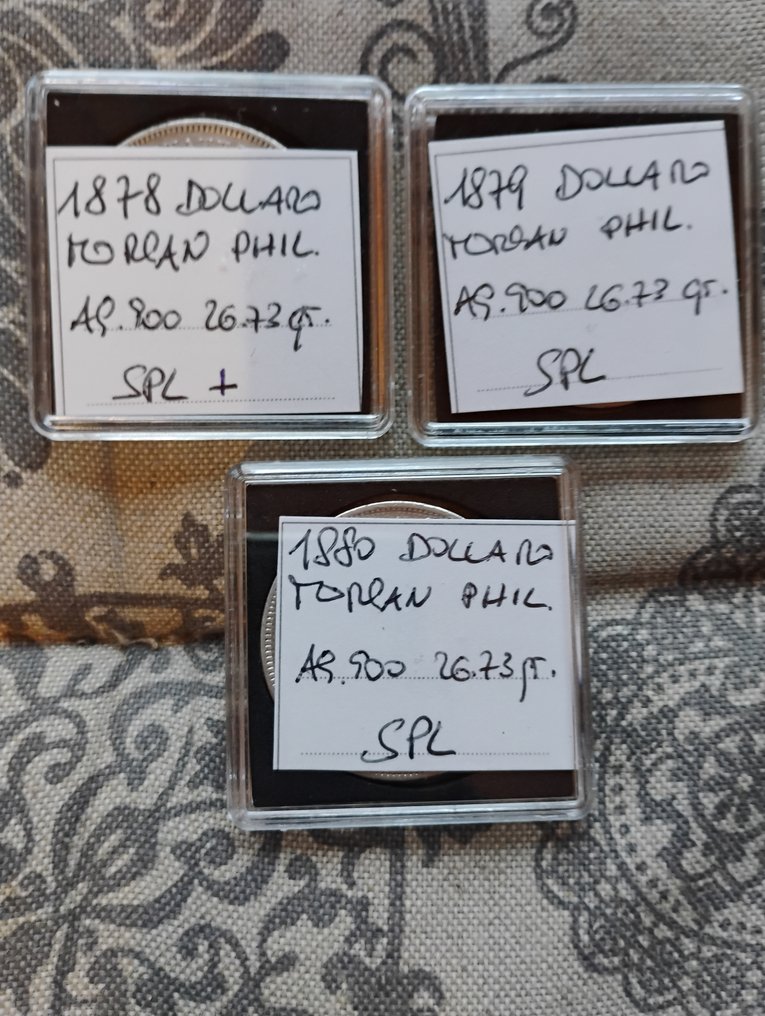 1878 DOLLARO
MORGAN PHIL.
AG. 900 26.73 gr.
SPL +
1879 DOLLARO
MORGAN PHIL.
AG. 900 26.73 gr.
SPL
1880 DOLLARO
MORGAN PHIL.
AG. 900 26.73 gr.
SPL